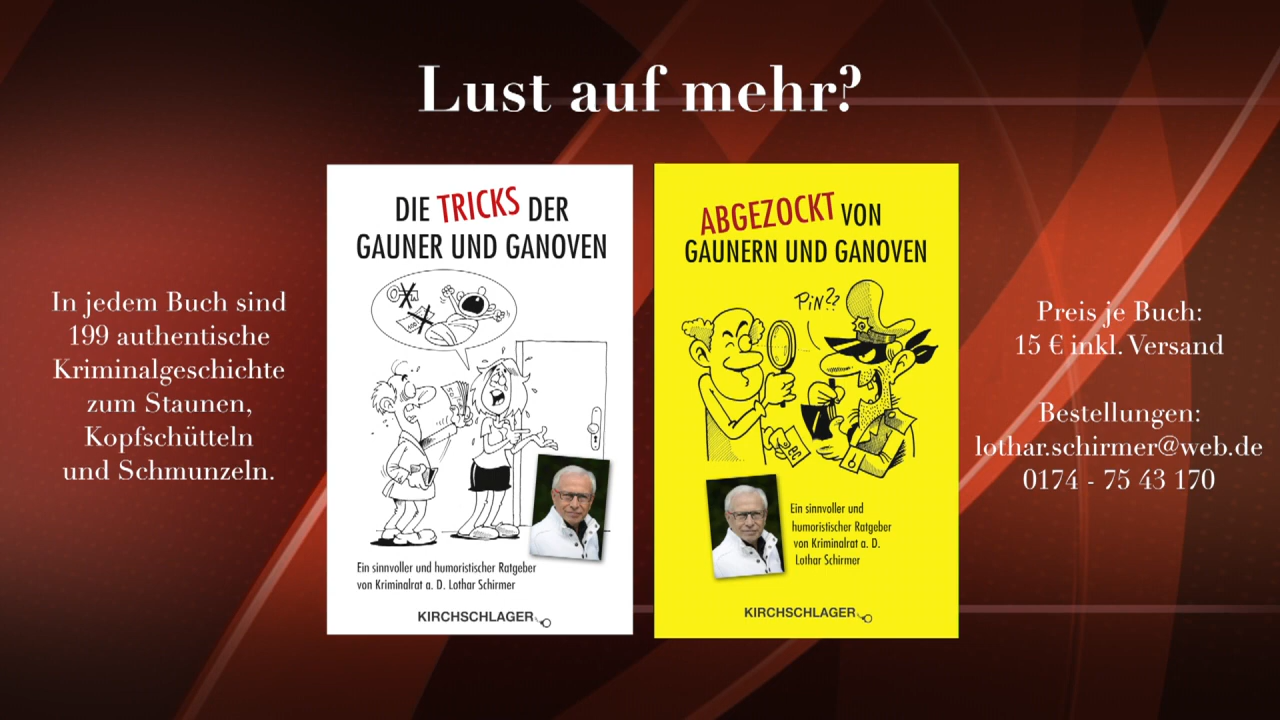 Lust auf mehr?
In jedem Buch sind
199 authentische
Kriminalgeschichte
zum Staunen,
Kopfschütteln
und Schmunzeln.
DIE TRICKS DER
GAUNER UND GANOVEN
Ein sinnvoller und humoristischer Ratgeber
von Kriminalrat a. D. Lothar Schirmer
KIRCHSCHLAGER
ABGEZOCKT VON
GAUNERN UND GANOVEN
PiN??
Ein sinnvoller und
humoristischer Ratgeber
von Kriminalrat a. D.
Lothar Schirmer
KIRCHSCHLAGER
Preis je Buch:
15 € inkl. Versand
Bestellungen:
lothar.schirmer@web.de
0174 - 75 43 170